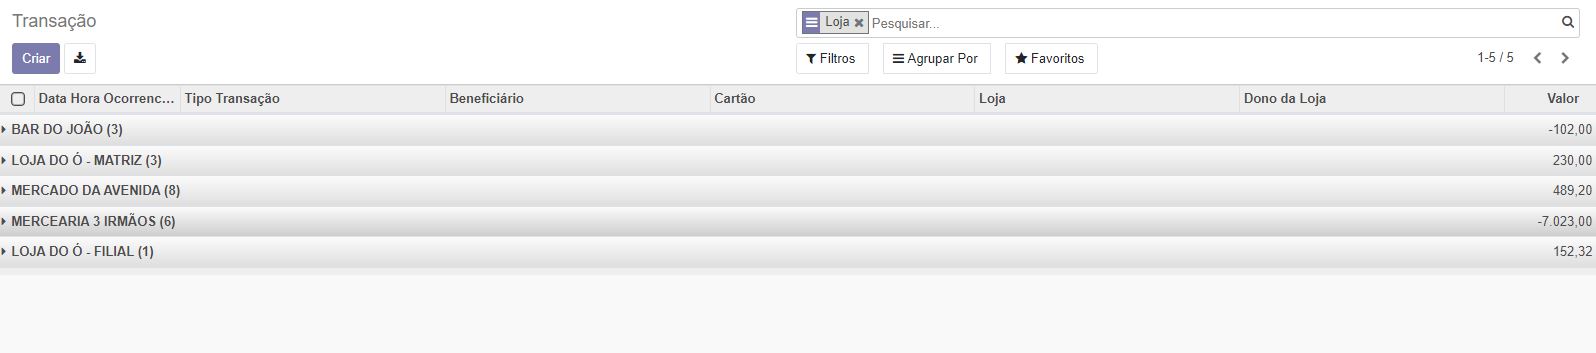 Transação
Loja Pesquisar...
Criar
Filtros Agrupar Por Favoritos 1-5 / 5
Data Hora Ocorrenc... Tipo Transação Beneficiário Cartão Loja Dono da Loja Valor
BAR DO JOÃO (3) -102,00
LOJA DO Ó - MATRIZ (3) 230,00
MERCADO DA AVENIDA (8) 489,20
MERCEARIA 3 IRMÃOS (6) -7.023,00
LOJA DO Ó - FILIAL (1) 152,32